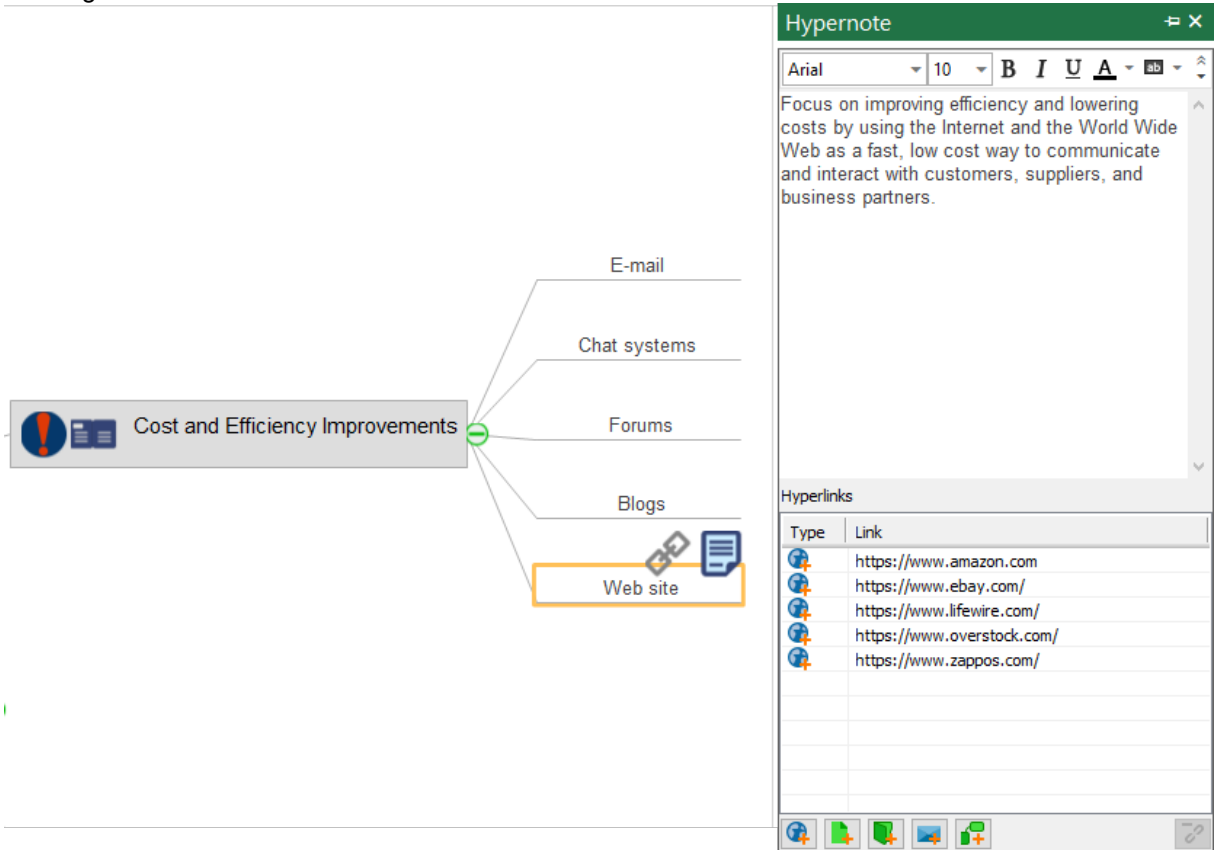 Hypernote
Arial
10
B I U A ab
Focus on improving efficiency and lowering
costs by using the Internet and the World Wide
Web as a fast, low cost way to communicate
and interact with customers, suppliers, and
business partners.
E-mail
Chat systems
Cost and Efficiency Improvements
Forums
Blogs
Web site
Hyperlinks
Type Link
https://www.amazon.com
https://www.ebay.com/
https://www.lifewire.com/
https://www.overstock.com/
https://www.zappos.com/